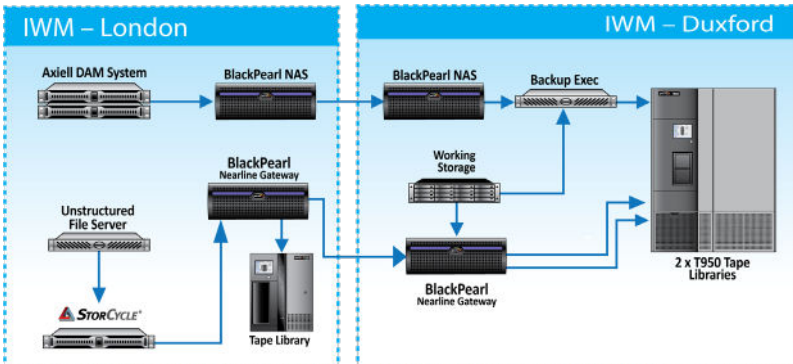 IWM – London
IWM – Duxford
Axiell DAM System
BlackPearl NAS
BlackPearl NAS
Backup Exec
BlackPearl
Nearline Gateway
Working
Storage
Unstructured
File Server
2 x T950 Tape
Libraries
BlackPearl
Nearline Gateway
STORCYCLE®
Tape Library